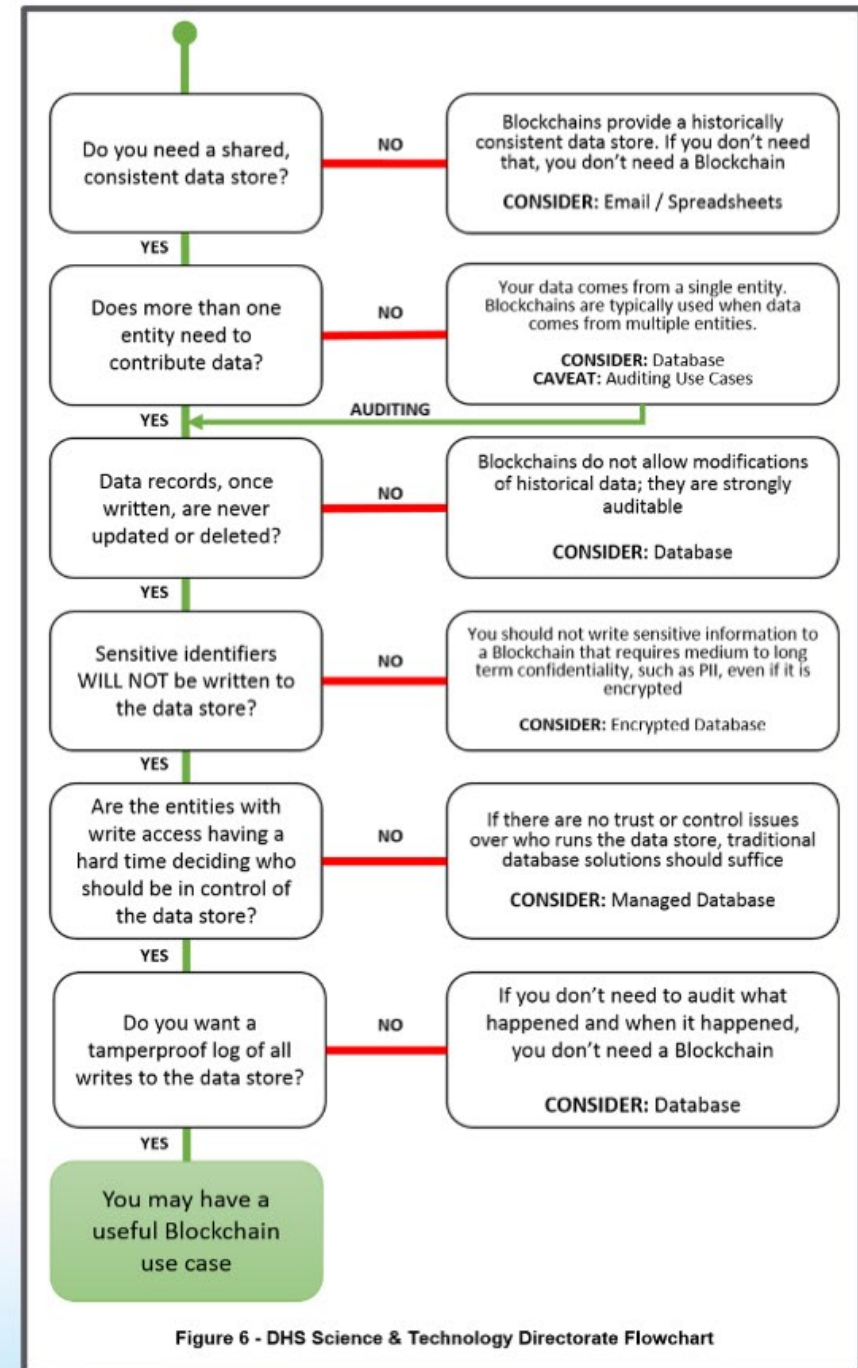 Do you need a shared,
consistent data store?
NO
Blockchains provide a historically
consistent data store. If you don't need
that, you don't need a Blockchain
CONSIDER: Email / Spreadsheets
YES
Does more than one
entity need to
contribute data?
NO
Your data comes from a single entity.
Blockchains are typically used when data
comes from multiple entities.
CONSIDER: Database
CAVEAT: Auditing Use Cases
AUDITING
YES
Data records, once
written, are never
updated or deleted?
NO
Blockchains do not allow modifications
of historical data; they are strongly
auditable
CONSIDER: Database
YES
Sensitive identifiers
WILL NOT be written to
the data store?
NO
You should not write sensitive information to
a Blockchain that requires medium to long
term confidentiality, such as PII, even if it is
encrypted
CONSIDER: Encrypted Database
YES
Are the entities with
write access having a
hard time deciding who
should be in control of
the data store?
NO
If there are no trust or control issues
over who runs the data store, traditional
database solutions should suffice
CONSIDER: Managed Database
YES
Do you want a
tamperproof log of all
writes to the data store?
NO
If you don't need to audit what
happened and when it happened,
you don't need a Blockchain
CONSIDER: Database
YES
You may have a
useful Blockchain
use case
Figure 6 - DHS Science & Technology Directorate Flowchart